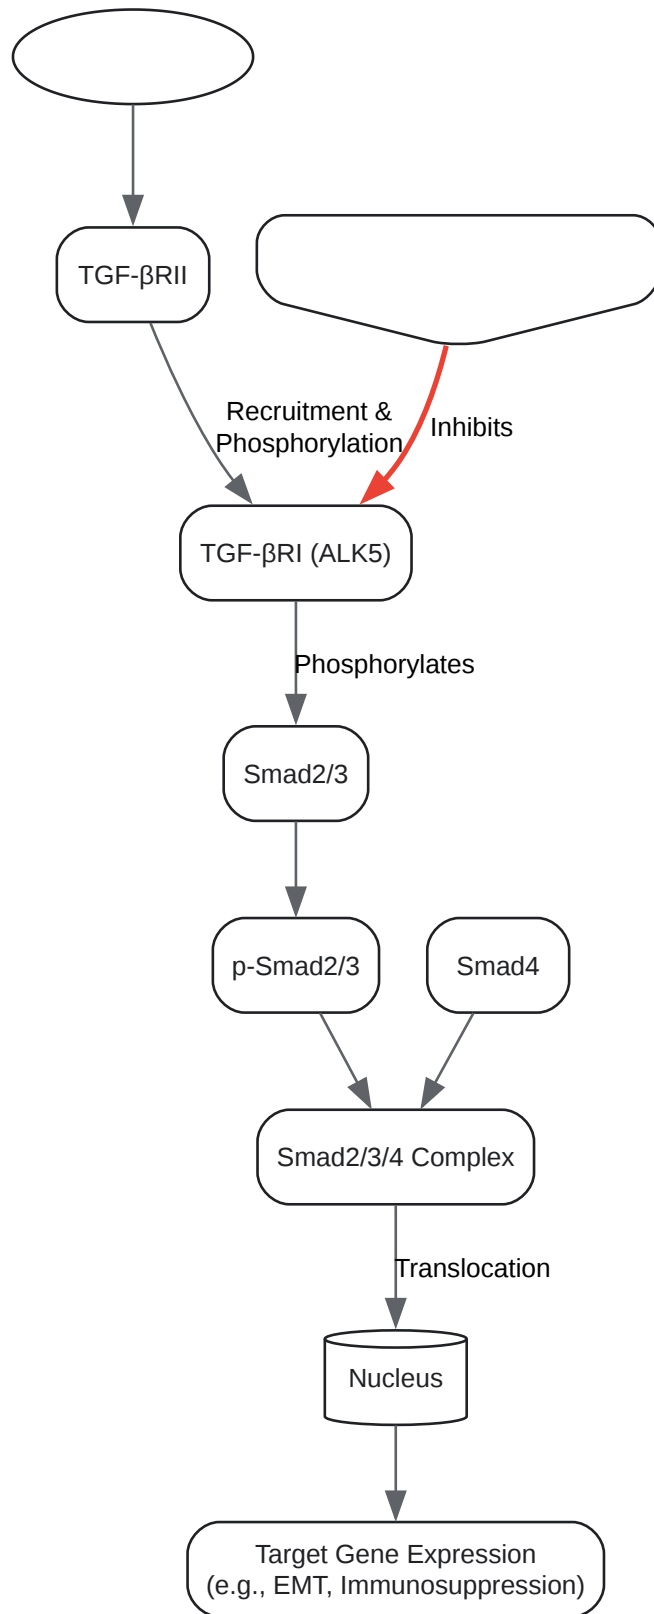 TGF-βRII
Recruitment &
Phosphorylation
Inhibits
TGF-βRI (ALK5)
Phosphorylates
Smad2/3
p-Smad2/3
Smad4
Smad2/3/4 Complex
Translocation
Nucleus
Target Gene Expression
(e.g., EMT, Immunosuppression)